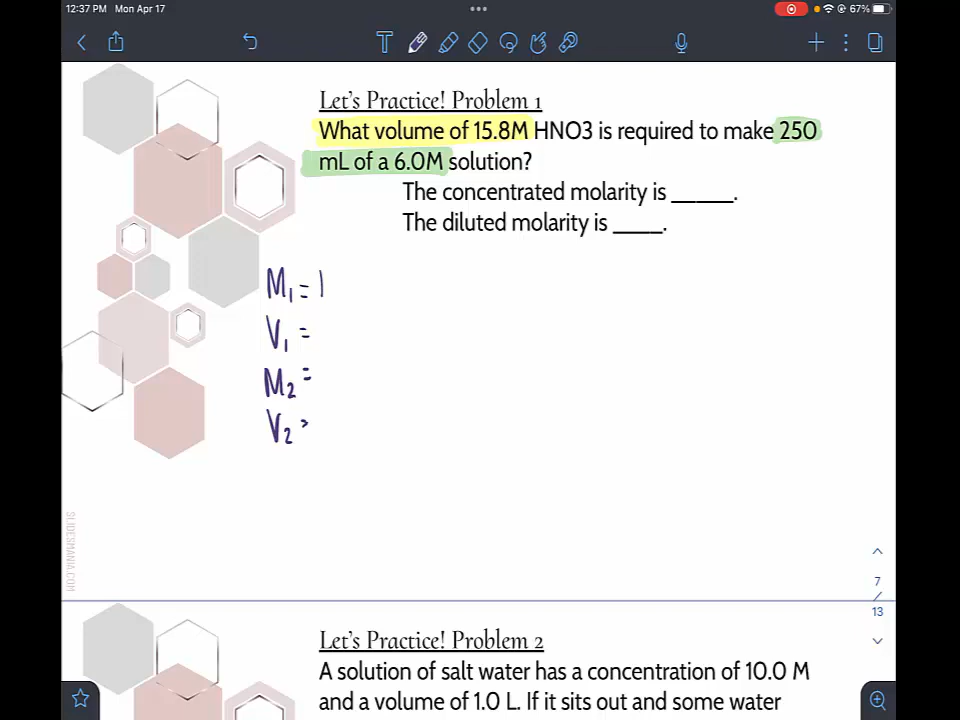 12:37 PM Mon Apr 17
67%
T
Let's Practice! Problem 1
What volume of 15.8M HNO3 is required to make 250
mL of a 6.0M solution?
The concentrated molarity is _____.
The diluted molarity is ____.
M₁ = 1
V₁ =
M₂ =
V₂ =
SLIDESMANIA.COM
7
/
13
Let's Practice! Problem 2
A solution of salt water has a concentration of 10.0 M
and a volume of 1.0 L. If it sits out and some water